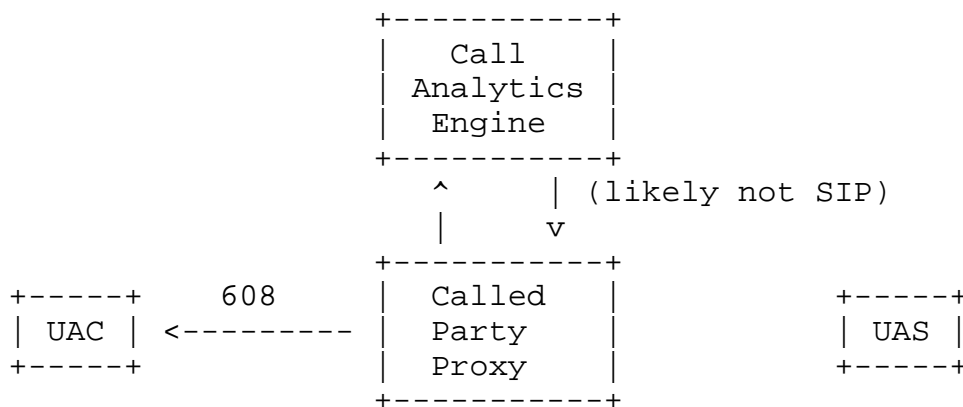 Call
Analytics
Engine
(likely not SIP)
608
Called
UAC
Party
UAS
Proxy